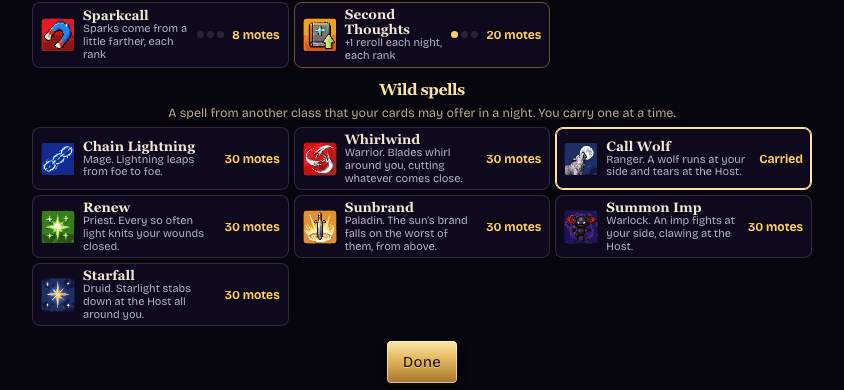 Sparkcall
Sparks come from a
little farther, each
rank
8 motes
Second
Thoughts
+1 reroll each night,
each rank
20 motes
Wild spells
A spell from another class that your cards may offer in a night. You carry one at a time.
Chain Lightning
Mage. Lightning leaps
from foe to foe.
30 motes
Whirlwind
Warrior. Blades whirl
around you, cutting
whatever comes close.
30 motes
Call Wolf
Ranger. A wolf runs at your
side and tears at the Host.
Carried
Renew
Priest. Every so often
light knits your wounds
closed.
30 motes
Sunbrand
Paladin. The sun's brand
falls on the worst of
them, from above.
30 motes
Summon Imp
Warlock. An imp fights at
your side, clawing at the
Host.
30 motes
Starfall
Druid. Starlight stabs
down at the Host all
around you.
30 motes
Done